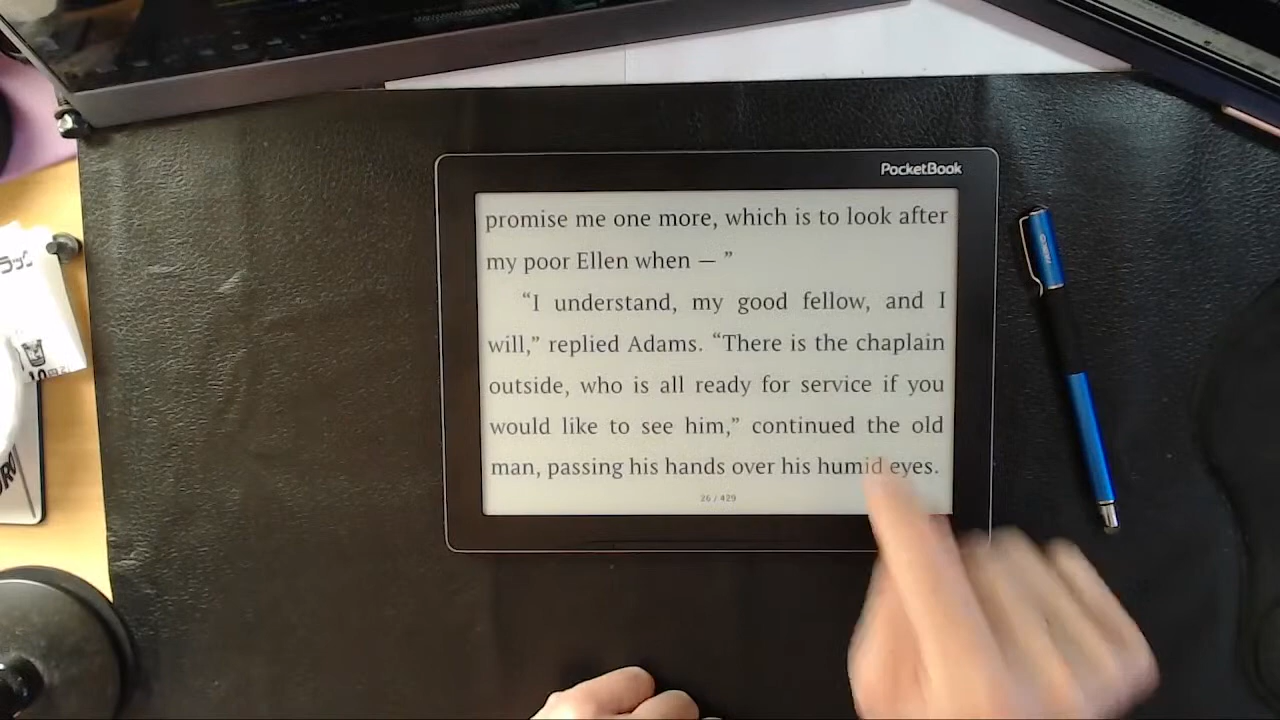 PocketBook
promise me one more, which is to look after
my poor Ellen when — ”
“I understand, my good fellow, and I
will,” replied Adams. “There is the chaplain
outside, who is all ready for service if you
would like to see him,” continued the old
man, passing his hands over his humid eyes.
26 / 429